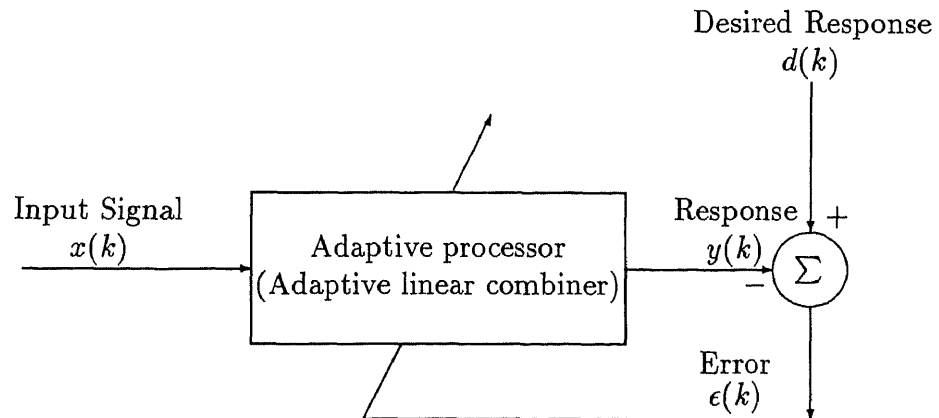 Desired Response
d(k)
Input Signal
x(k)
Adaptive processor
(Adaptive linear combiner)
Response
y(k)
+
−
Σ
Error
ϵ(k)